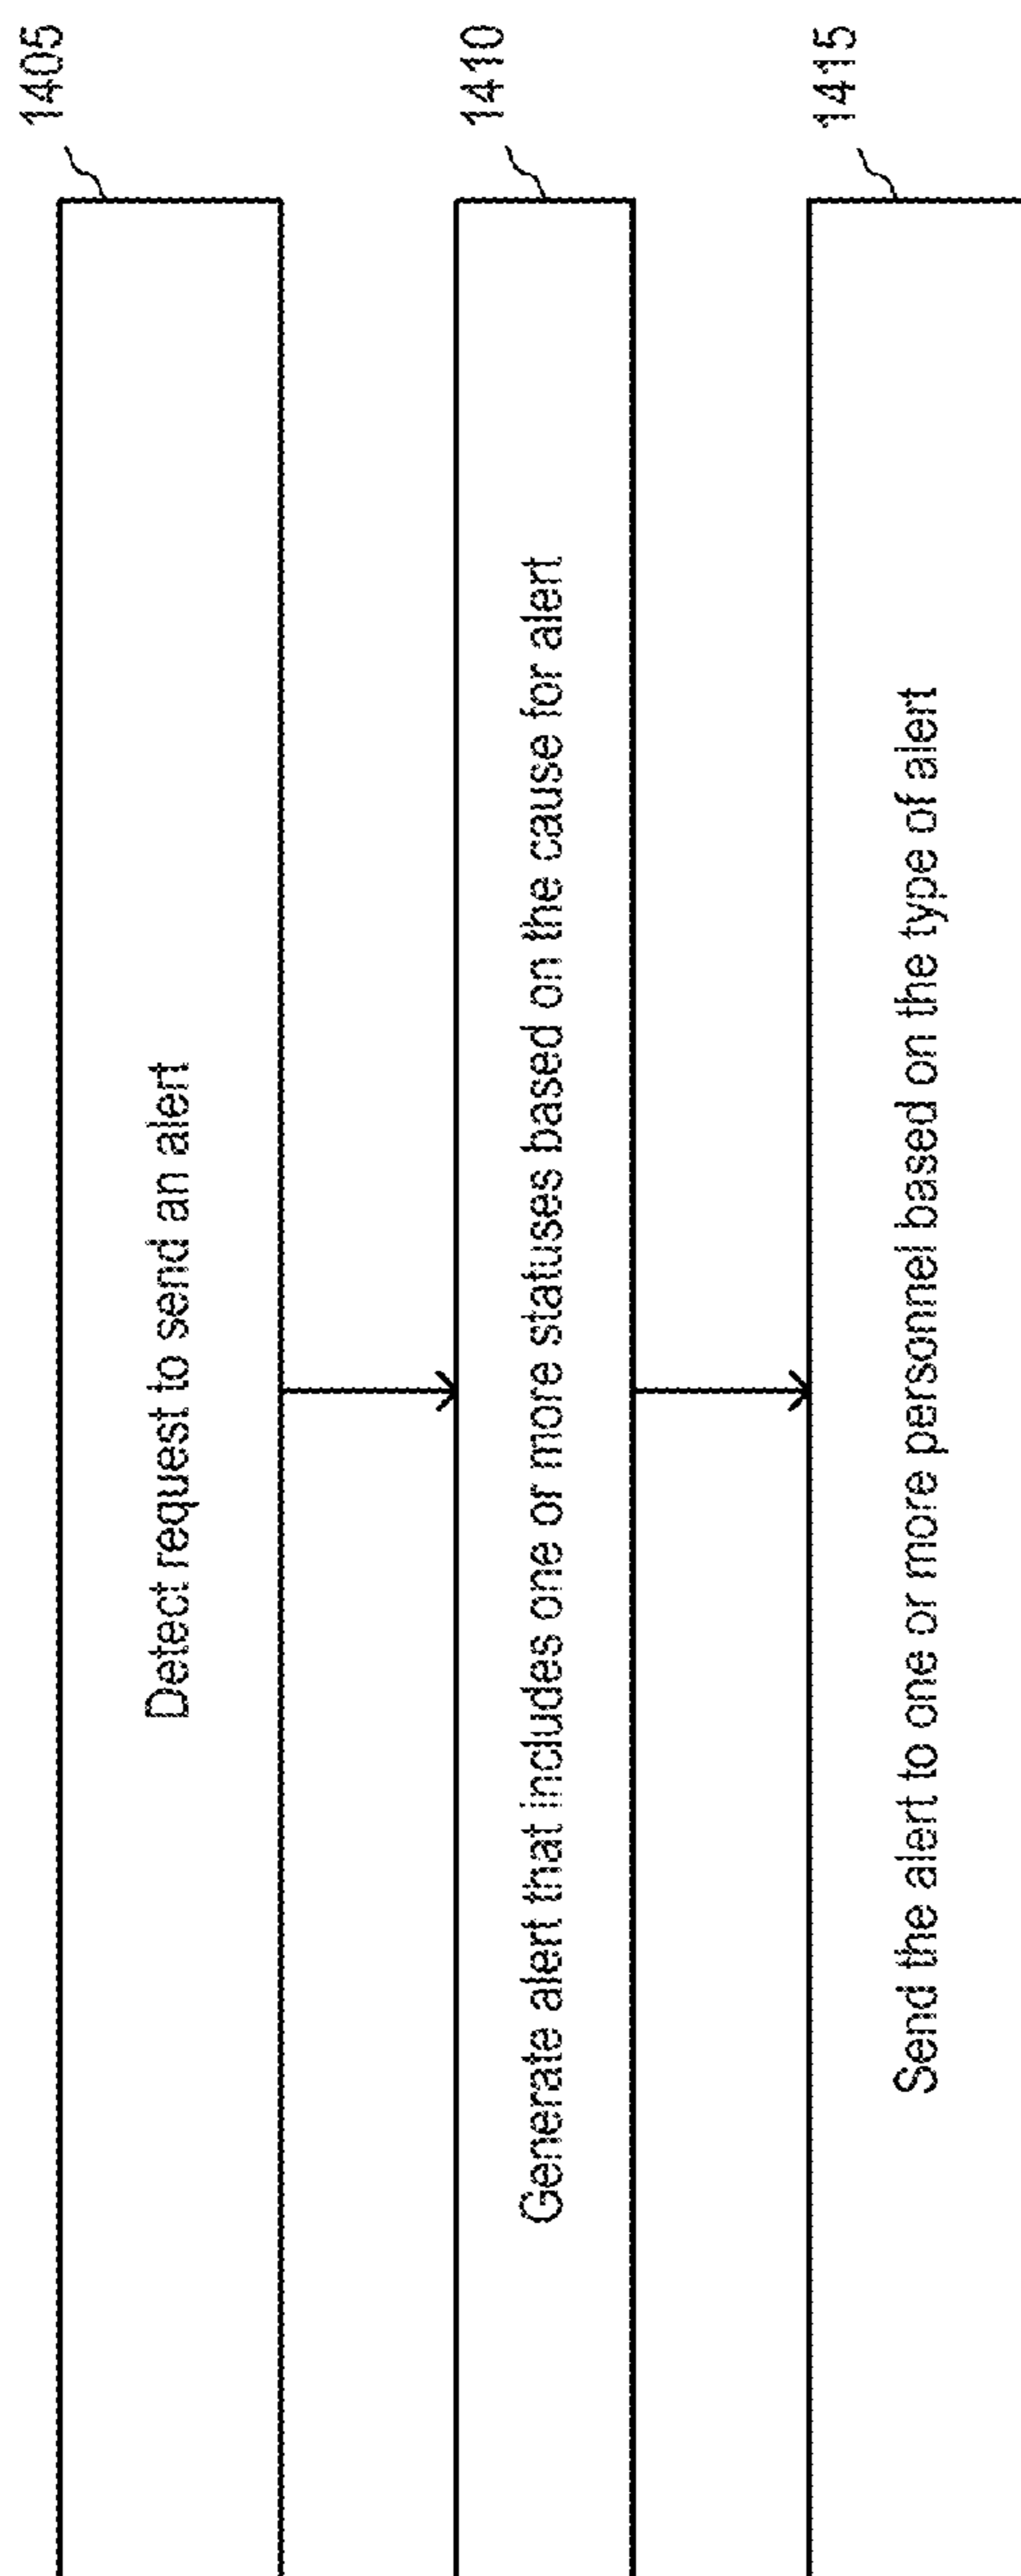 1405
Detect request to send an alert
1410
Generate alert that includes one or more statuses based on the cause for alert
1415
Send the alert to one or more personnel based on the type of alert